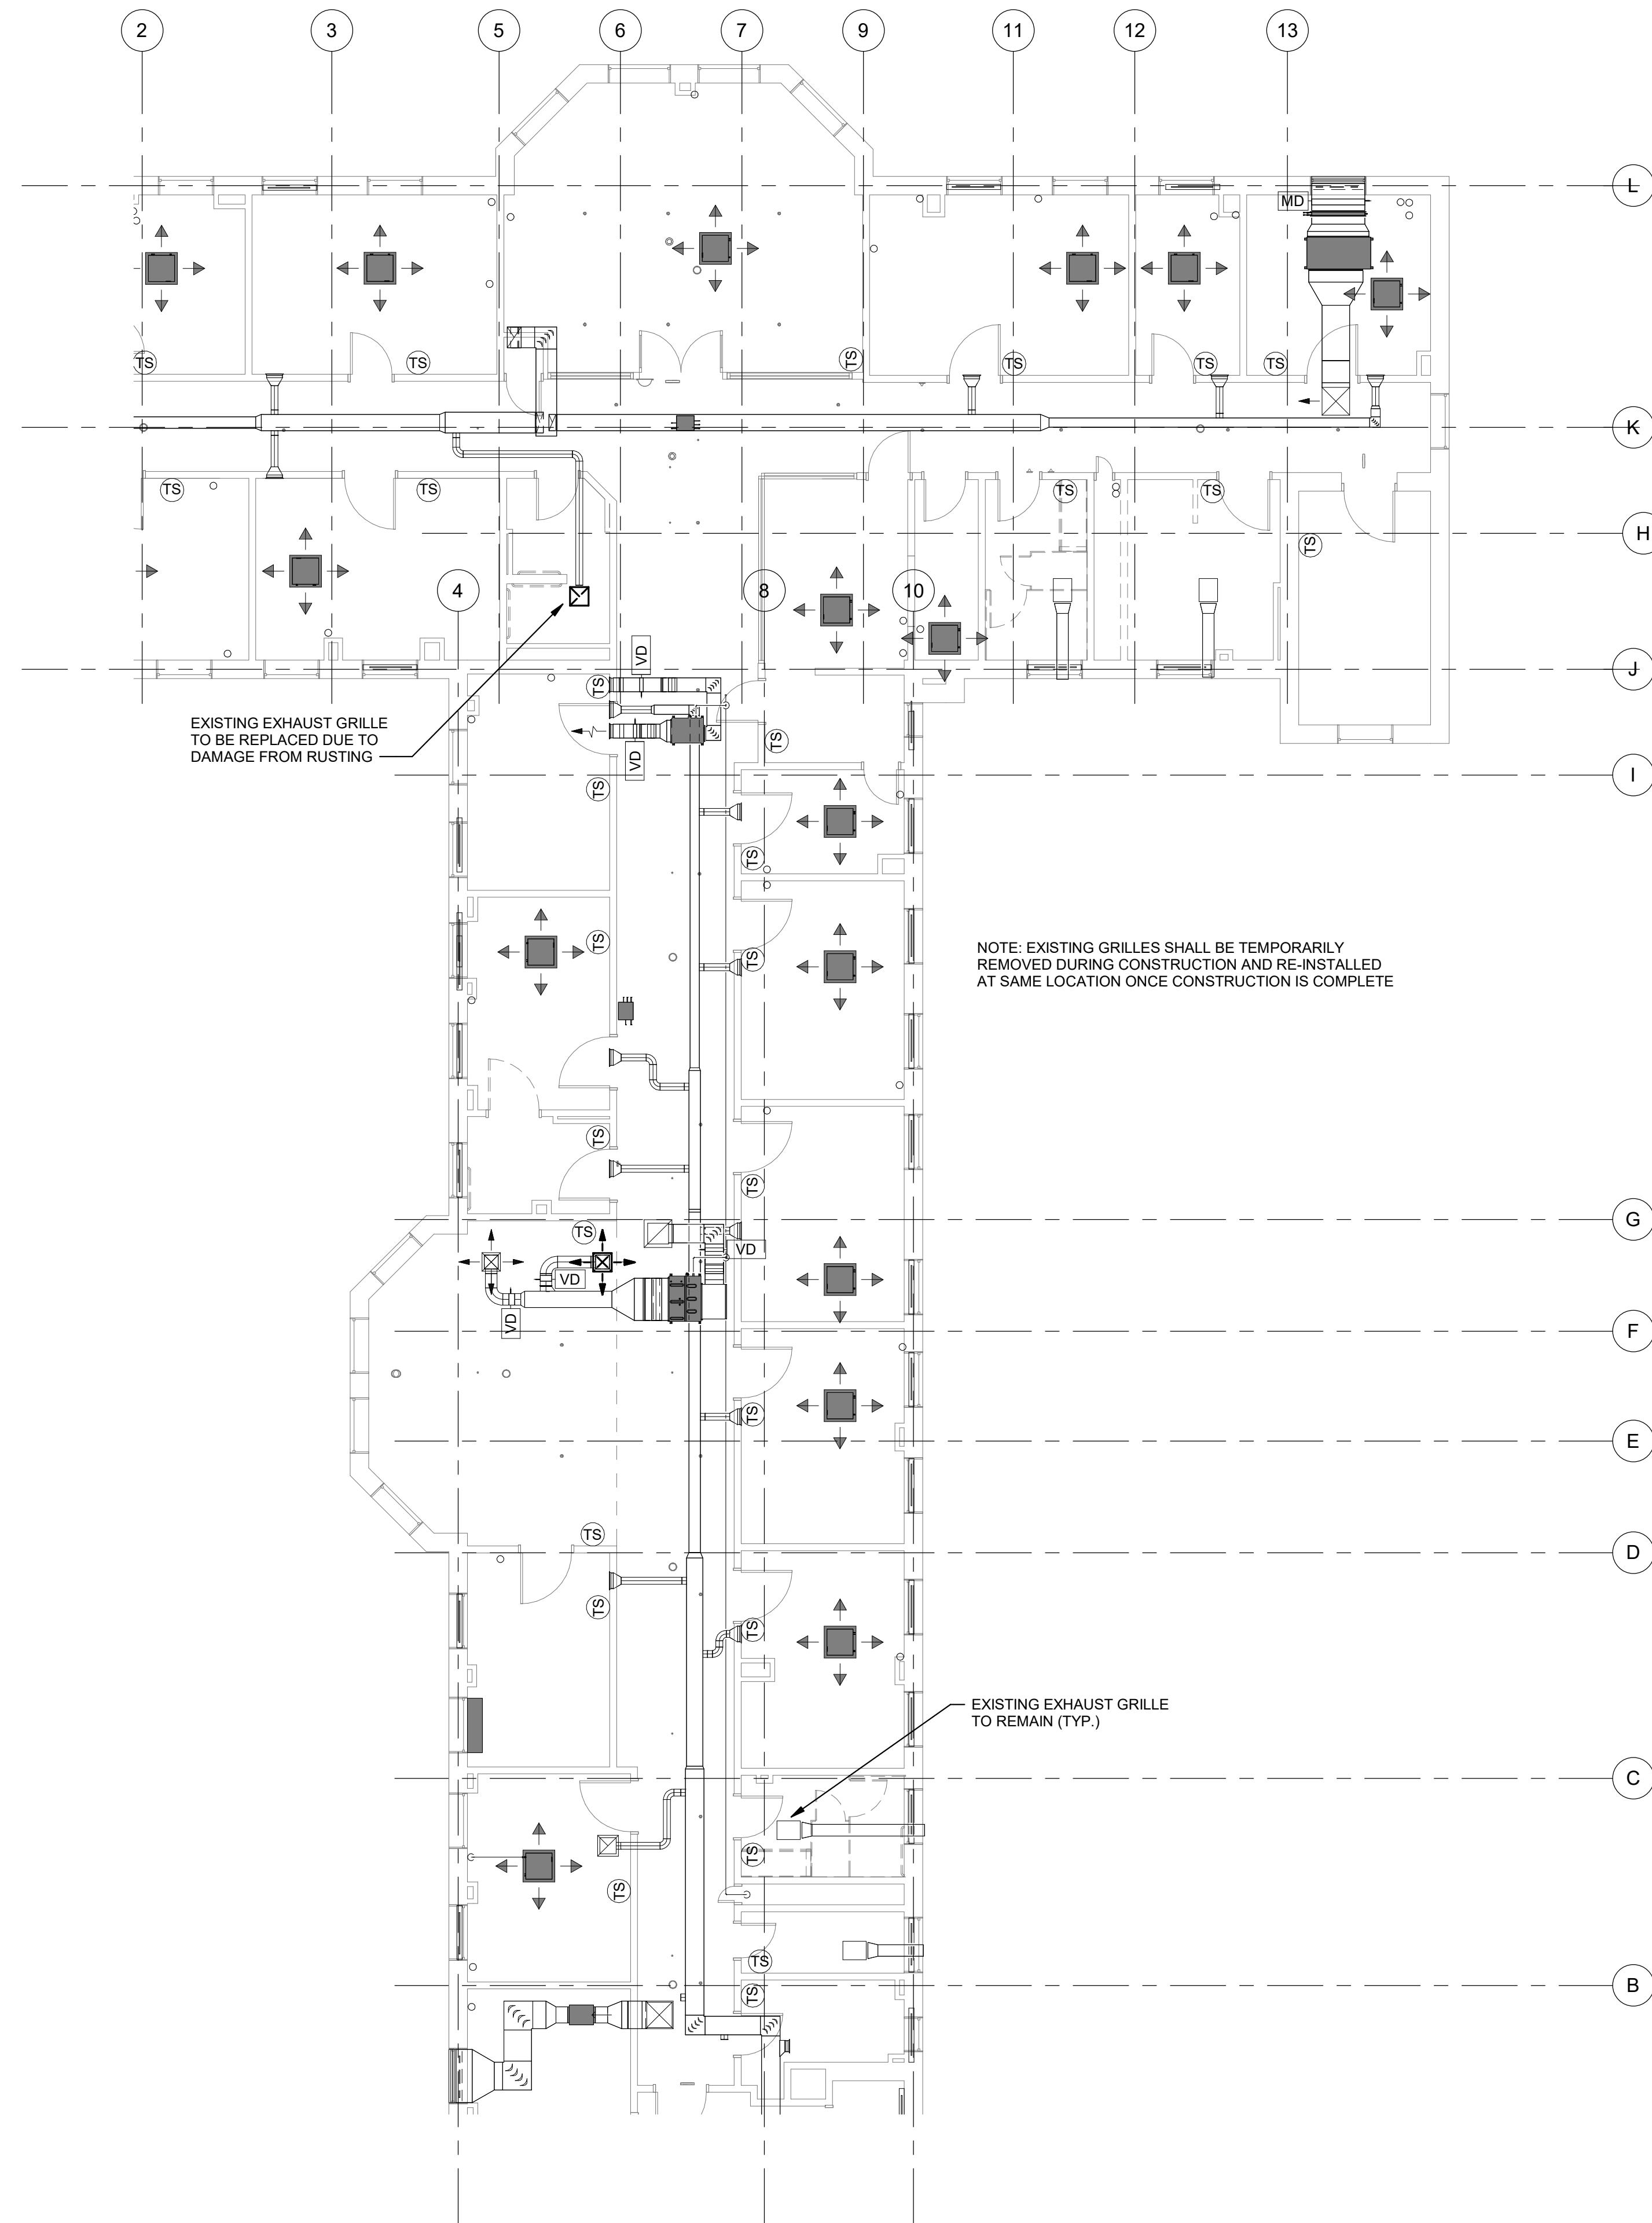 2 3 5 6 7 9 11 12 13
L
MD
TS TS TS TS TS TS
K
TS TS TS TS
TS
H
4 8 10
VD
J
TS
EXISTING EXHAUST GRILLE
TO BE REPLACED DUE TO
DAMAGE FROM RUSTING
VD
TS
I
TS
TS
TS
NOTE: EXISTING GRILLES SHALL BE TEMPORARILY
REMOVED DURING CONSTRUCTION AND RE-INSTALLED
AT SAME LOCATION ONCE CONSTRUCTION IS COMPLETE
TS
TS
TS
G
TS
VD
VD
VD
F
TS
E
TS
D
TS
TS
EXISTING EXHAUST GRILLE
TO REMAIN (TYP.)
C
TS
TS
TS
B
TS